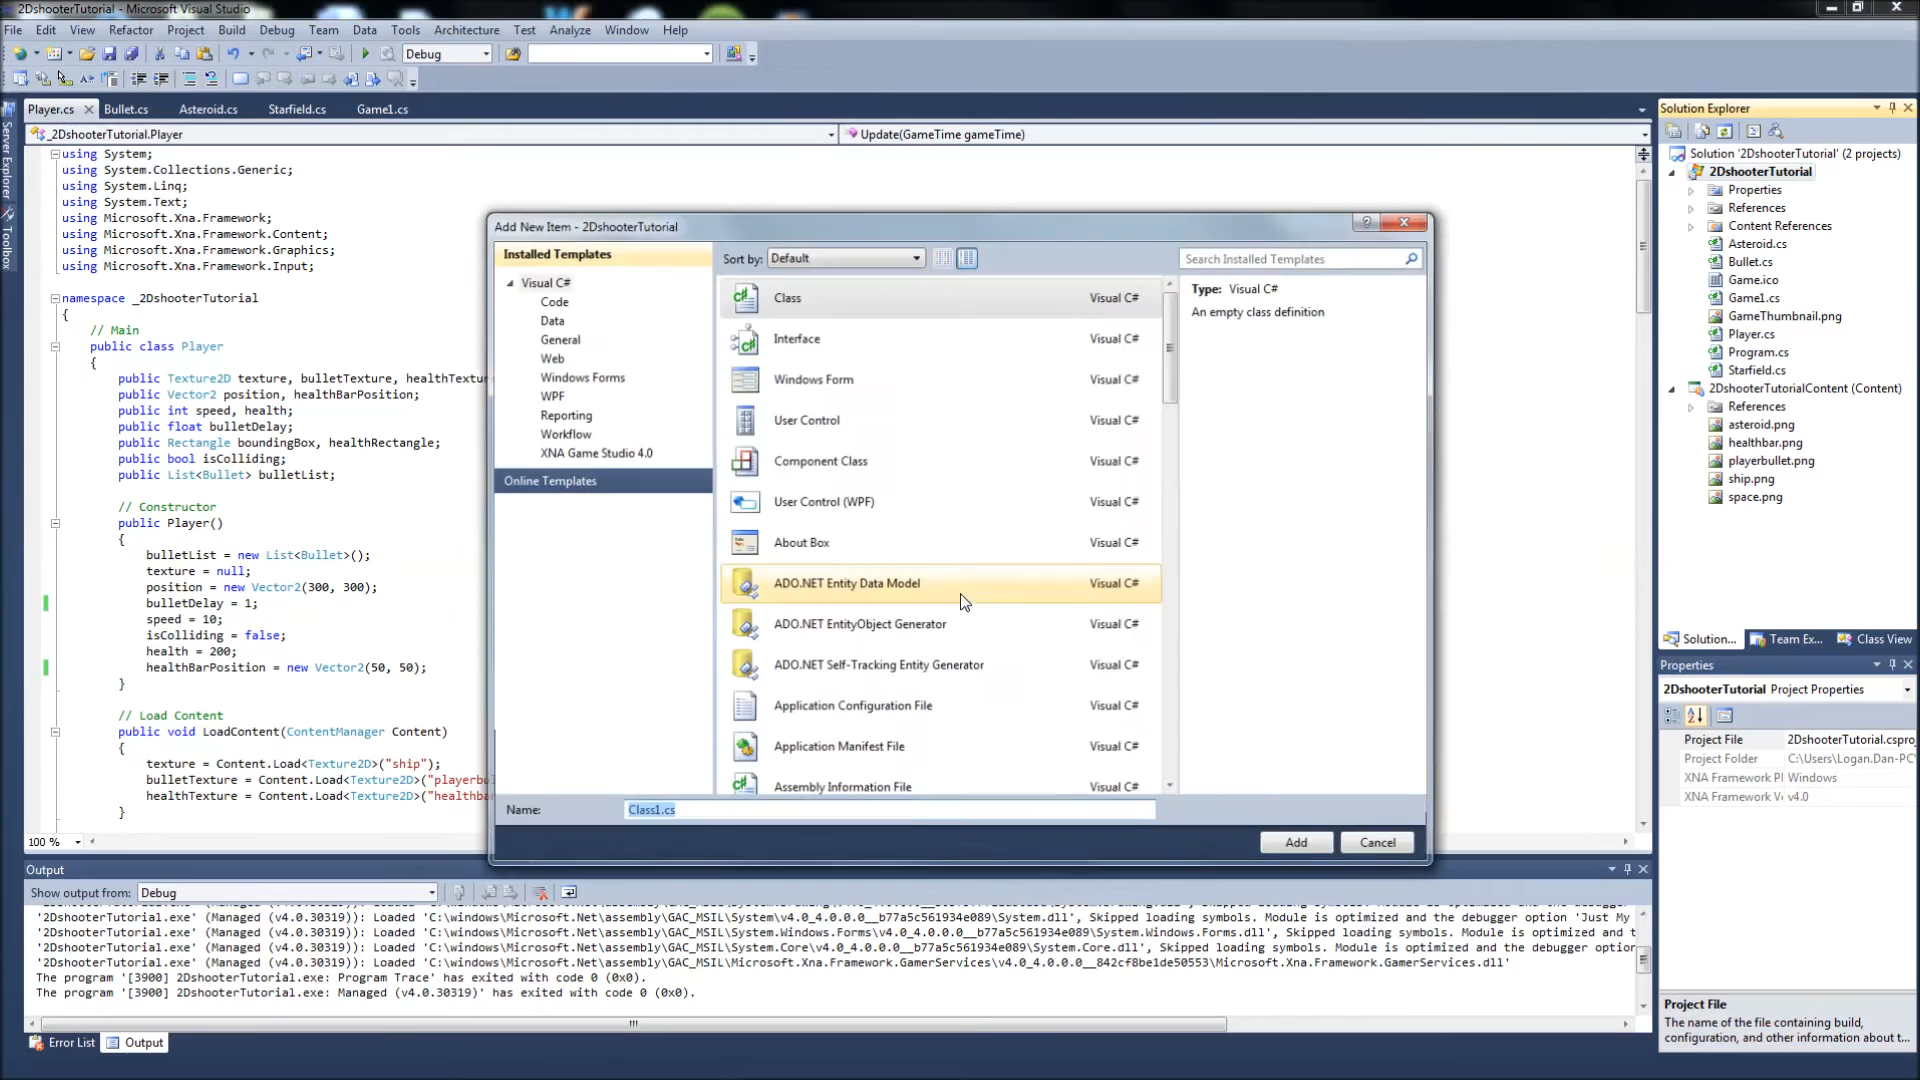 2DshooterTutorial - Microsoft Visual Studio
File Edit View Refactor Project Build Debug Team Data Tools Architecture Test Analyze Window Help
Debug
Player.cs Bullet.cs Asteroid.cs Starfield.cs Game1.cs
_2DshooterTutorial.Player Update(GameTime gameTime)
Server Explorer
Toolbox
using System;
using System.Collections.Generic;
using System.Linq;
using System.Text;
using Microsoft.Xna.Framework;
using Microsoft.Xna.Framework.Content;
using Microsoft.Xna.Framework.Graphics;
using Microsoft.Xna.Framework.Input;
namespace _2DshooterTutorial
{
// Main
public class Player
{
public Texture2D texture, bulletTexture, healthTextur
public Vector2 position, healthBarPosition;
public int speed, health;
public float bulletDelay;
public Rectangle boundingBox, healthRectangle;
public bool isColliding;
public List<Bullet> bulletList;
// Constructor
public Player()
{
bulletList = new List<Bullet>();
texture = null;
position = new Vector2(300, 300);
bulletDelay = 1;
speed = 10;
isColliding = false;
health = 200;
healthBarPosition = new Vector2(50, 50);
}
// Load Content
public void LoadContent(ContentManager Content)
{
texture = Content.Load<Texture2D>("ship");
bulletTexture = Content.Load<Texture2D>("playerbu
healthTexture = Content.Load<Texture2D>("healthba
}
100 %
Add New Item - 2DshooterTutorial
Installed Templates
Visual C#
Code
Data
General
Web
Windows Forms
WPF
Reporting
Workflow
XNA Game Studio 4.0
Online Templates
Sort by: Default
Search Installed Templates
Class Visual C#
Interface Visual C#
Windows Form Visual C#
User Control Visual C#
Component Class Visual C#
User Control (WPF) Visual C#
About Box Visual C#
ADO.NET Entity Data Model Visual C#
ADO.NET EntityObject Generator Visual C#
ADO.NET Self-Tracking Entity Generator Visual C#
Application Configuration File Visual C#
Application Manifest File Visual C#
Assembly Information File Visual C#
Type: Visual C#
An empty class definition
Name: Class1.cs
Add Cancel
Solution Explorer
Solution '2DshooterTutorial' (2 projects)
2DshooterTutorial
Properties
References
Content References
Asteroid.cs
Bullet.cs
Game.ico
Game1.cs
GameThumbnail.png
Player.cs
Program.cs
Starfield.cs
2DshooterTutorialContent (Content)
References
asteroid.png
healthbar.png
playerbullet.png
ship.png
space.png
Solution... Team Ex... Class View
Properties
2DshooterTutorial Project Properties
Project File 2DshooterTutorial.csproj
Project Folder C:\Users\Logan.Dan-PC\
XNA Framework Pl Windows
XNA Framework Ve v4.0
Project File
The name of the file containing build,
configuration, and other information about t...
Output
Show output from: Debug
'2DshooterTutorial.exe' (Managed (v4.0.30319)): Loaded 'C:\windows\Microsoft.Net\assembly\GAC_MSIL\System\v4.0_4.0.0.0__b77a5c561934e089\System.dll', Skipped loading symbols. Module is optimized and the debugger option 'Just My
'2DshooterTutorial.exe' (Managed (v4.0.30319)): Loaded 'C:\windows\Microsoft.Net\assembly\GAC_MSIL\System.Windows.Forms\v4.0_4.0.0.0__b77a5c561934e089\System.Windows.Forms.dll', Skipped loading symbols. Module is optimized and t
'2DshooterTutorial.exe' (Managed (v4.0.30319)): Loaded 'C:\windows\Microsoft.Net\assembly\GAC_MSIL\System.Core\v4.0_4.0.0.0__b77a5c561934e089\System.Core.dll', Skipped loading symbols. Module is optimized and the debugger option
'2DshooterTutorial.exe' (Managed (v4.0.30319)): Loaded 'C:\windows\Microsoft.Net\assembly\GAC_MSIL\Microsoft.Xna.Framework.GamerServices\v4.0_4.0.0.0__842cf8be1de50553\Microsoft.Xna.Framework.GamerServices.dll'
The program '[3900] 2DshooterTutorial.exe: Program Trace' has exited with code 0 (0x0).
The program '[3900] 2DshooterTutorial.exe: Managed (v4.0.30319)' has exited with code 0 (0x0).
Error List Output